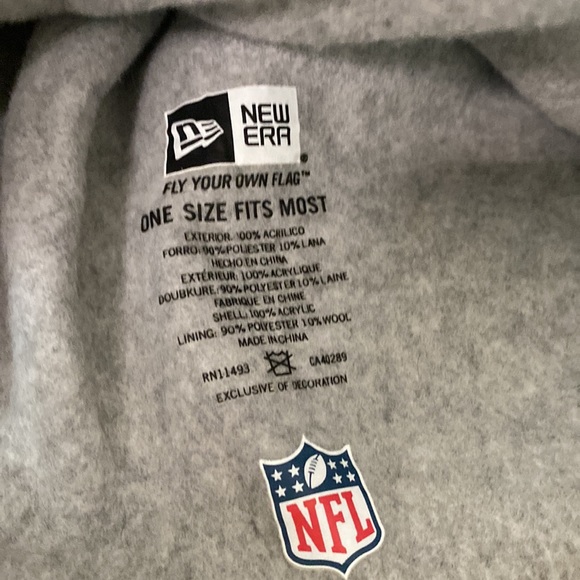 NEW
ERA
®
FLY YOUR OWN FLAG™
ONE SIZE FITS MOST
EXTERIOR: 100% ACRILICO
FORRO: 90% POLIESTER 10% LANA
HECHO EN CHINA
EXTÉRIEUR: 100% ACRYLIQUE
DOUBKURE: 90% POLYESTER 10% LAINE
FABRIQUE EN CHINE
SHELL: 100% ACRYLIC
LINING: 90% POLYESTER 10% WOOL
MADE IN CHINA
RN11493 CA40289
EXCLUSIVE OF DECORATION
NFL